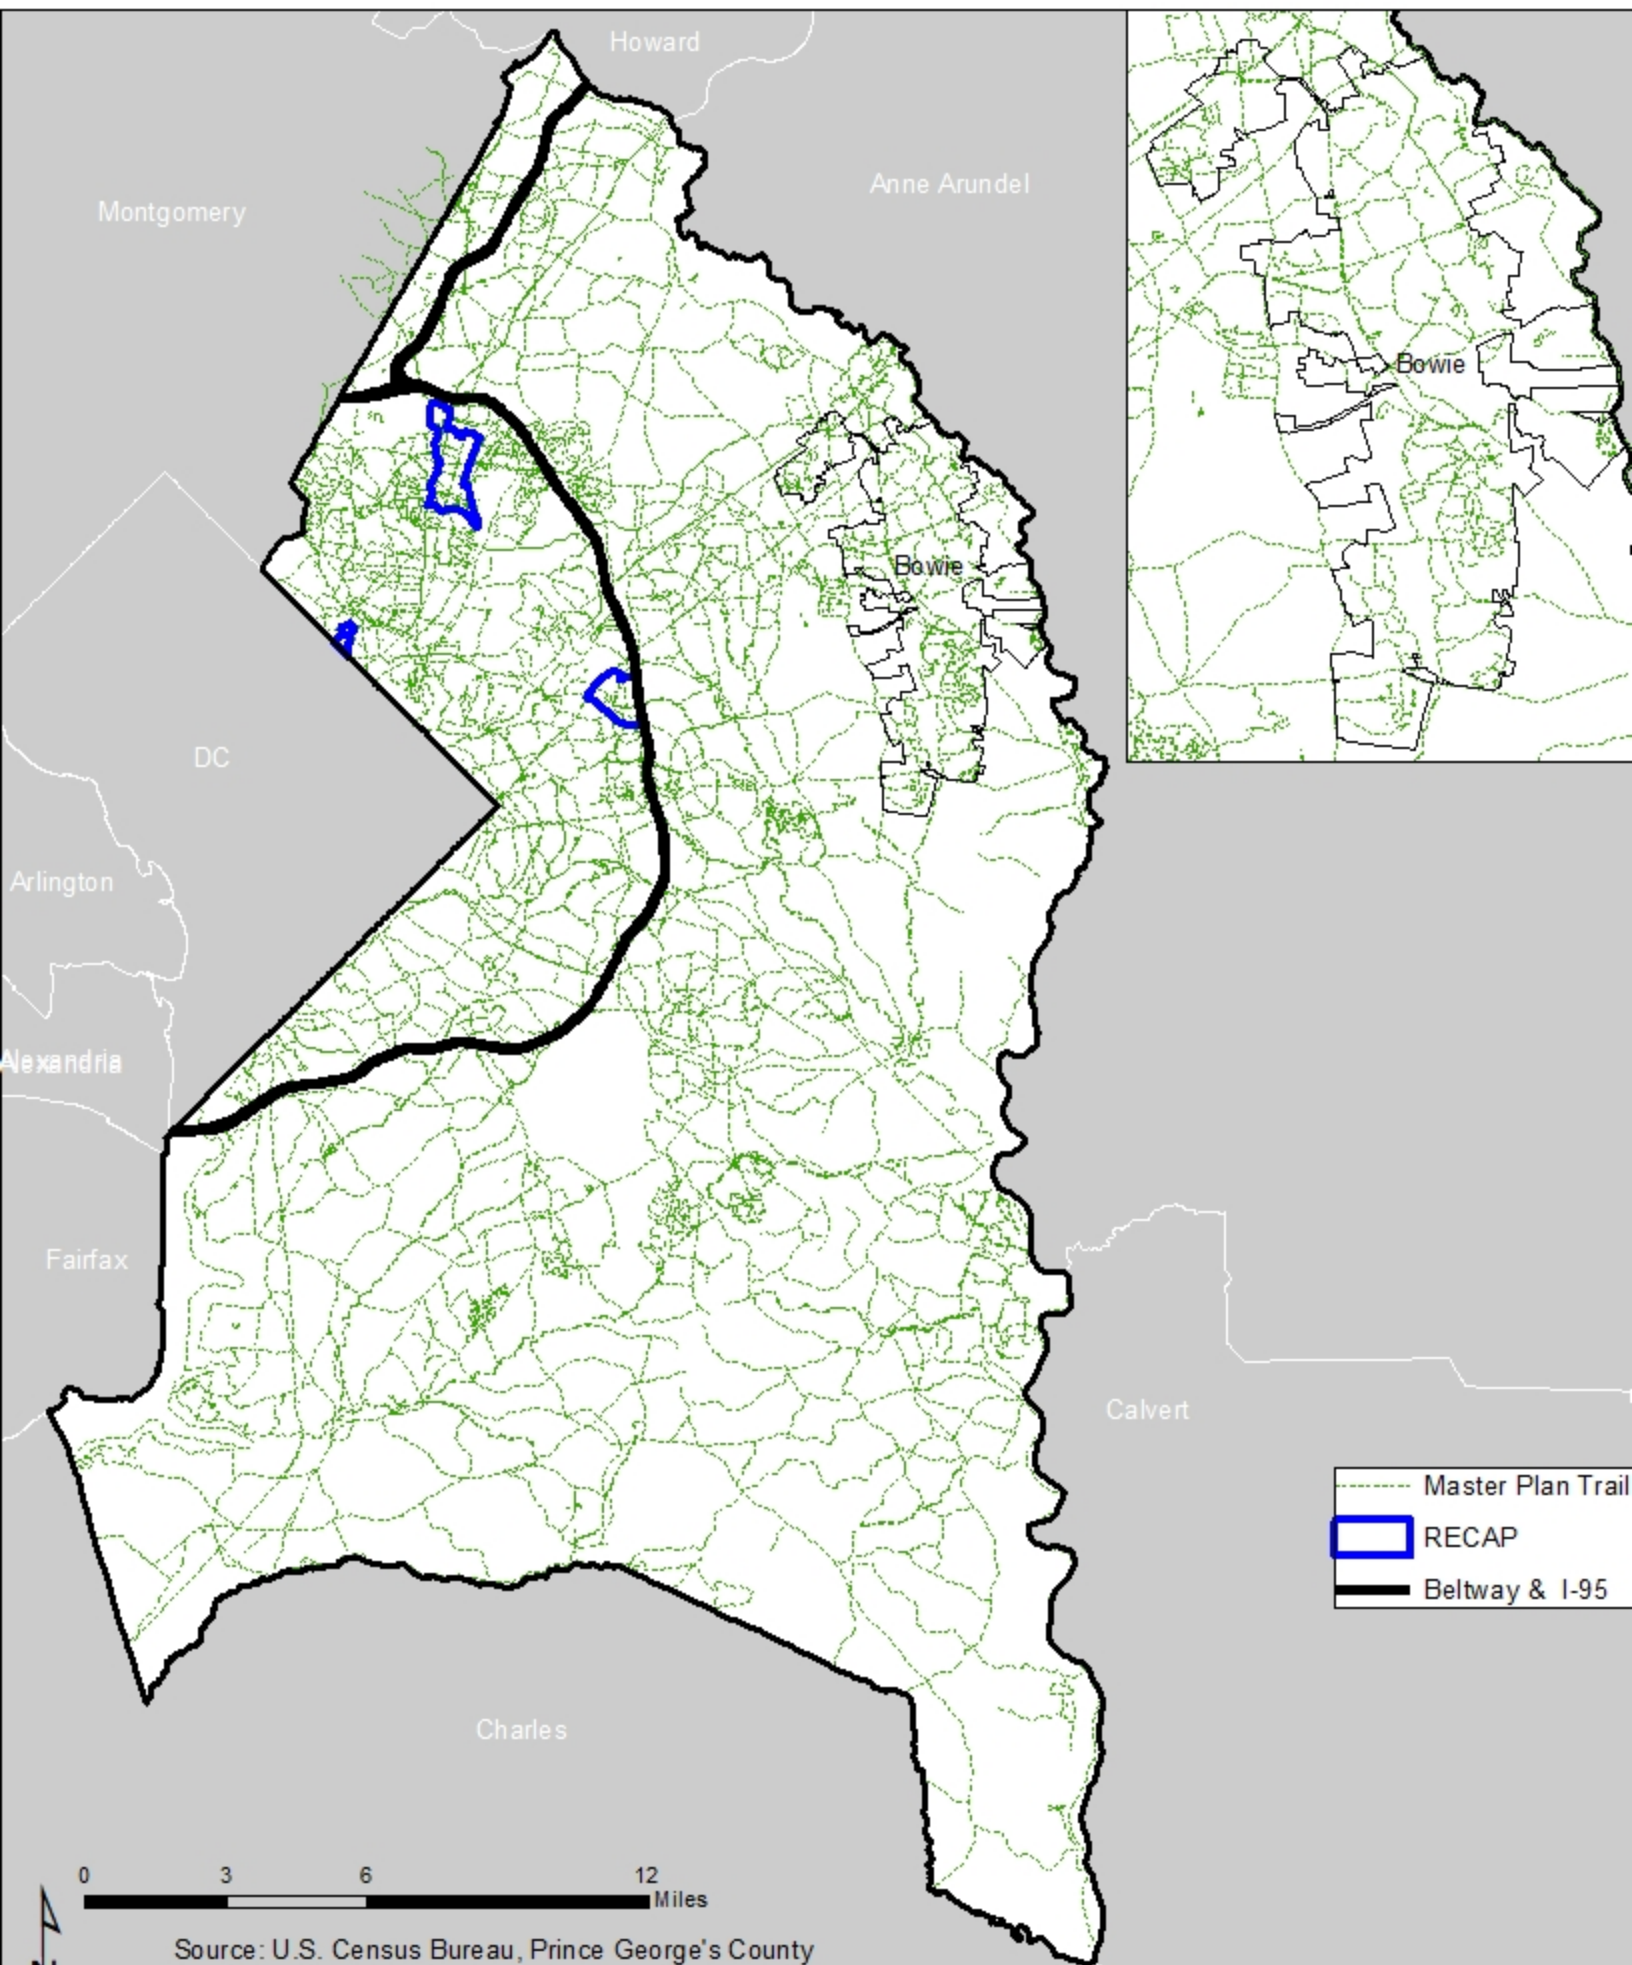 Howard
Anne Arundel
Montgomery
Bowie
Bowie
DC
Arlington
Alexandria
Fairfax
Calvert
Master Plan Trail
RECAP
Beltway & I-95
Charles
0 3 6 12
Miles
Source: U.S. Census Bureau, Prince George's County